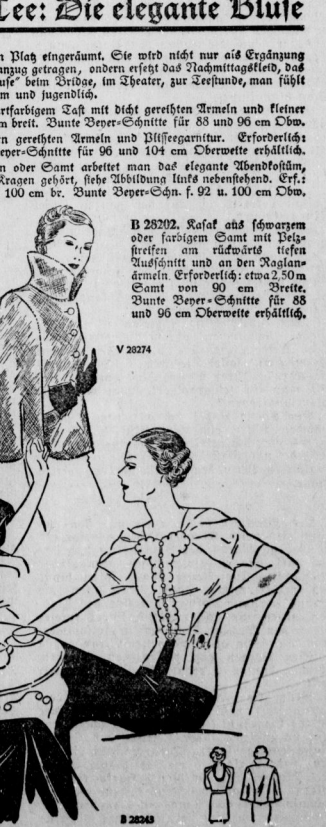 Tee: Die elegante Bluse
Platz eingeräumt. Sie wird nicht nur als Ergänzung
anzug getragen, ondern ersetzt das Nachmittagskleid, das
beim Bridge, im Theater, zur Teestunde, man fühlt
m und jugendlich.
rtfarbigem Taft mit dicht gereihten Ärmeln und kleiner
m breit. Bunte Beyer-Schnitte für 88 und 96 cm Obw.
en gereihten Ärmeln und Plisseegarnitur. Erforderlich:
eyer-Schnitte für 96 und 104 cm Oberweite erhältlich.
n oder Samt arbeitet man das elegante Abendkostüm,
Kragen gehört, siehe Abbildung links nebenstehend. Erf.:
100 cm br. Bunte Beyer-Schn. f. 92 u. 100 cm Obw.
B 28202. Kasak aus schwarzem
oder farbigem Samt mit Pelz-
streifen am rückwärts tiefen
Ausschnitt und an den Raglan-
ärmeln. Erforderlich: etwa 2,50 m
Samt von 90 cm Breite.
Bunte Beyer-Schnitte für 88
und 96 cm Oberweite erhältlich.
V 28274
B 28243